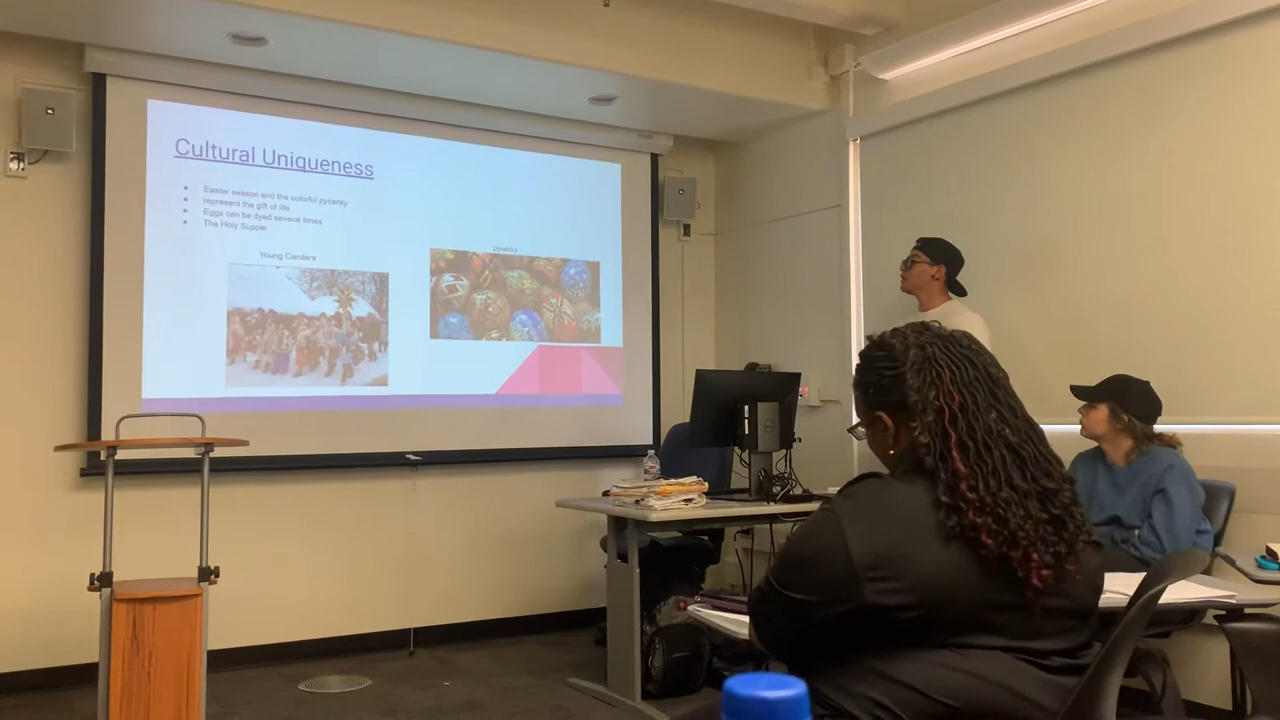 Cultural Uniqueness
Easter season and the colorful pysanky
represent the gift of life
Eggs can be dyed several times
The Holy Supper
Young Carolers
pysanky